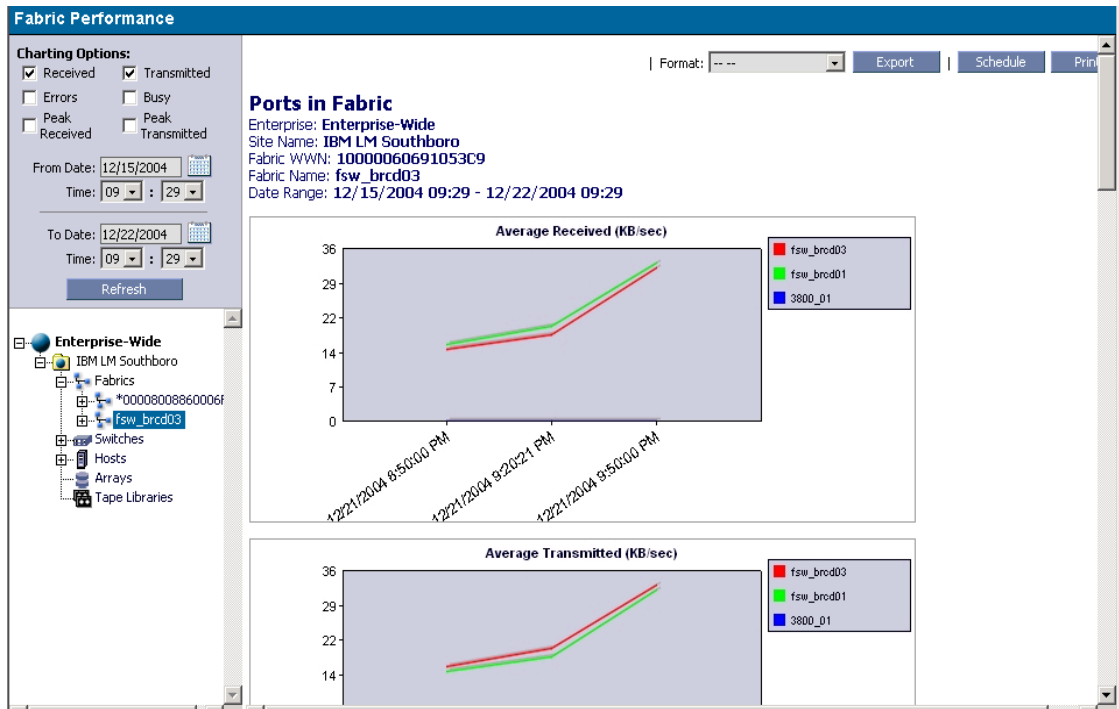 Fabric Performance
Charting Options:
Received Transmitted
Errors Busy
Peak Received Peak Transmitted
From Date: 12/15/2004
Time: 09 : 29
To Date: 12/22/2004
Time: 09 : 29
Refresh
Enterprise-Wide
IBM LM Southboro
Fabrics
*00008008860006
fsw_brcd03
Switches
Hosts
Arrays
Tape Libraries
| Format: -- -- Export | Schedule Print
Ports in Fabric
Enterprise: Enterprise-Wide
Site Name: IBM LM Southboro
Fabric WWN: 10000060691053C9
Fabric Name: fsw_brcd03
Date Range: 12/15/2004 09:29 - 12/22/2004 09:29
Average Received (KB/sec)
36
29
22
14
7
0
12/21/2004 8:50:00 PM
12/21/2004 9:20:21 PM
12/21/2004 9:50:00 PM
fsw_brcd03
fsw_brcd01
3800_01
Average Transmitted (KB/sec)
36
29
22
14
fsw_brcd03
fsw_brcd01
3800_01